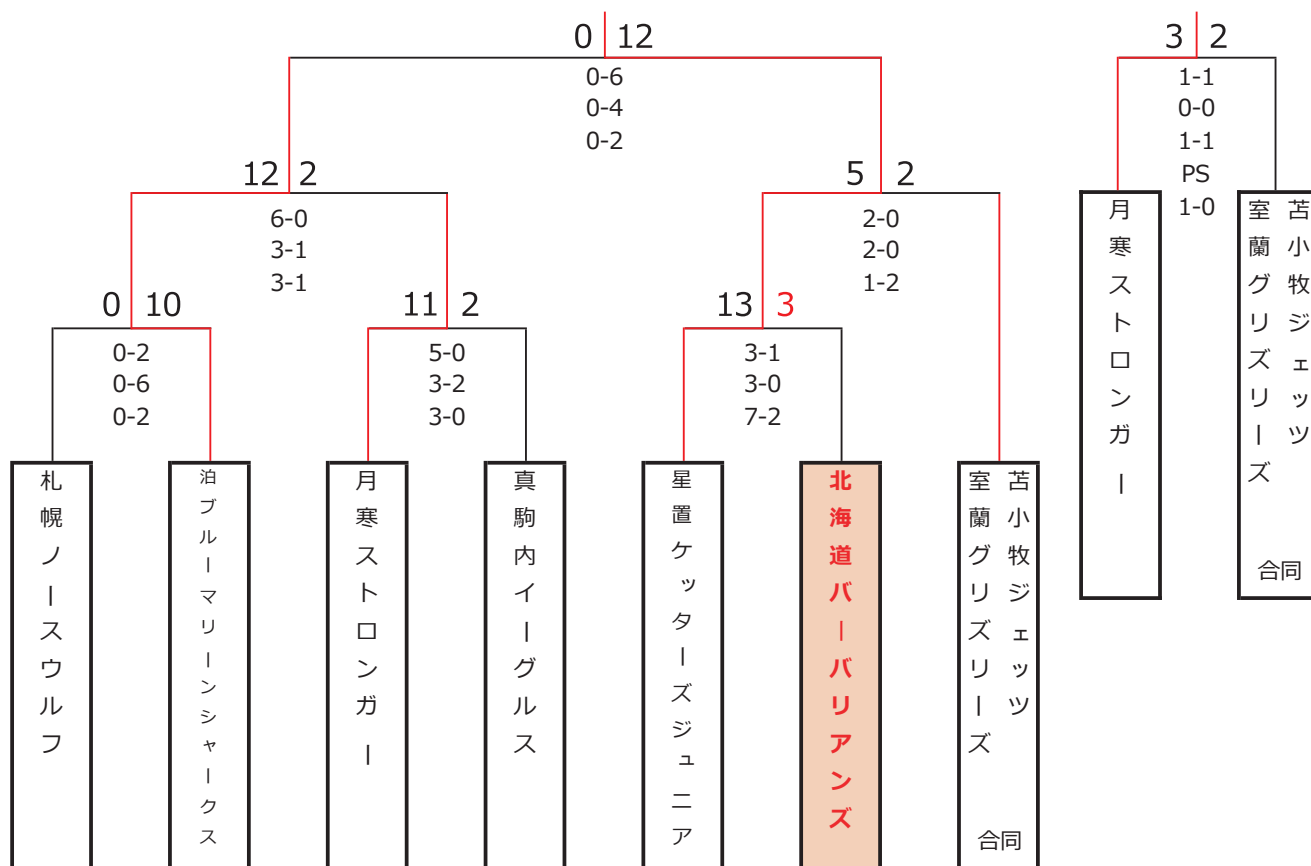 0 12
0-6
0-4
0-2
3 2
1-1
0-0
1-1
PS
1-0
12 2
6-0
3-1
3-1
5 2
2-0
2-0
1-2
0 10
0-2
0-6
0-2
11 2
5-0
3-2
3-0
13 3
3-1
3-0
7-2
月寒ストロンガー
苫小牧ジェッツ
室蘭グリズリーズ
合同
札幌ノースウルフ
泊ブルーマリーンシャークス
月寒ストロンガー
真駒内イーグルス
星置ケッターズジュニア
北海道バーバリアンズ
苫小牧ジェッツ
室蘭グリズリーズ
合同